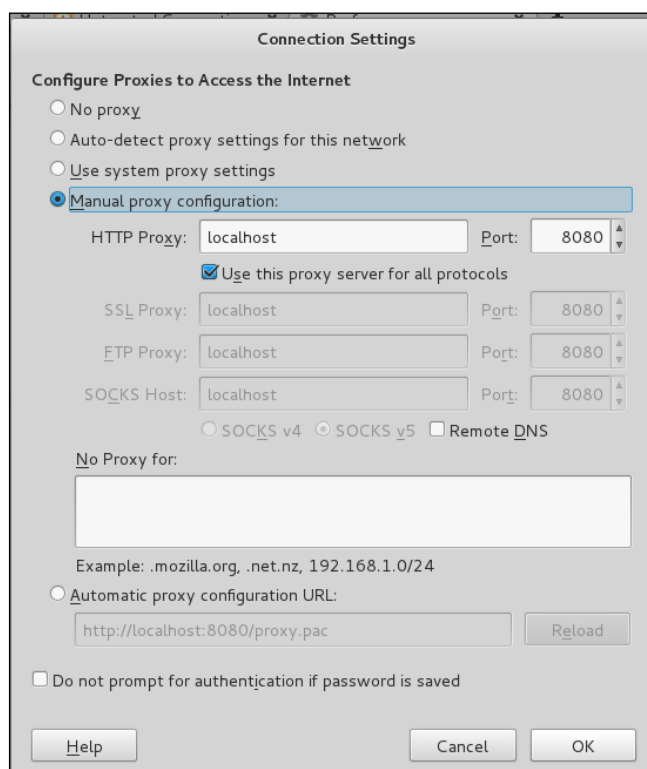 Connection Settings
Configure Proxies to Access the Internet
No proxy
Auto-detect proxy settings for this network
Use system proxy settings
Manual proxy configuration:
HTTP Proxy: localhost Port: 8080
Use this proxy server for all protocols
SSL Proxy: localhost Port: 8080
FTP Proxy: localhost Port: 8080
SOCKS Host: localhost Port: 8080
SOCKS v4 SOCKS v5 Remote DNS
No Proxy for:
Example: .mozilla.org, .net.nz, 192.168.1.0/24
Automatic proxy configuration URL:
http://localhost:8080/proxy.pac Reload
Do not prompt for authentication if password is saved
Help Cancel OK